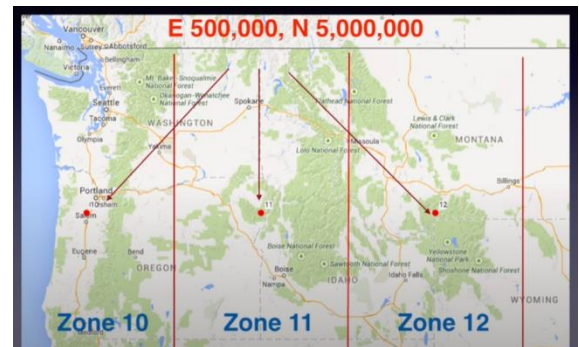 E 500,000, N 5,000,000
Vancouver
Nanaimo
Surrey
Abbotsford
Victoria
Bellingham
Mt. Baker-Snoqualmie
National Forest
Everett
Okanogan-Wenatchee
National Forest
Seattle
Tacoma
Spokane
Flathead National Forest
WASHINGTON
Olympia
Yakima
Lewis & Clark
National Forest
Missoula
MONTANA
Lolo National Forest
Portland
Billings
Gresham
11
12
Salem
Eugene
Bend
OREGON
Boise National Forest
Boise
Nampa
Sawtooth National Forest
IDAHO
Yellowstone
National Park
Shoshone National Forest
Idaho Falls
WYOMING
Zone 10
Zone 11
Zone 12
Medford